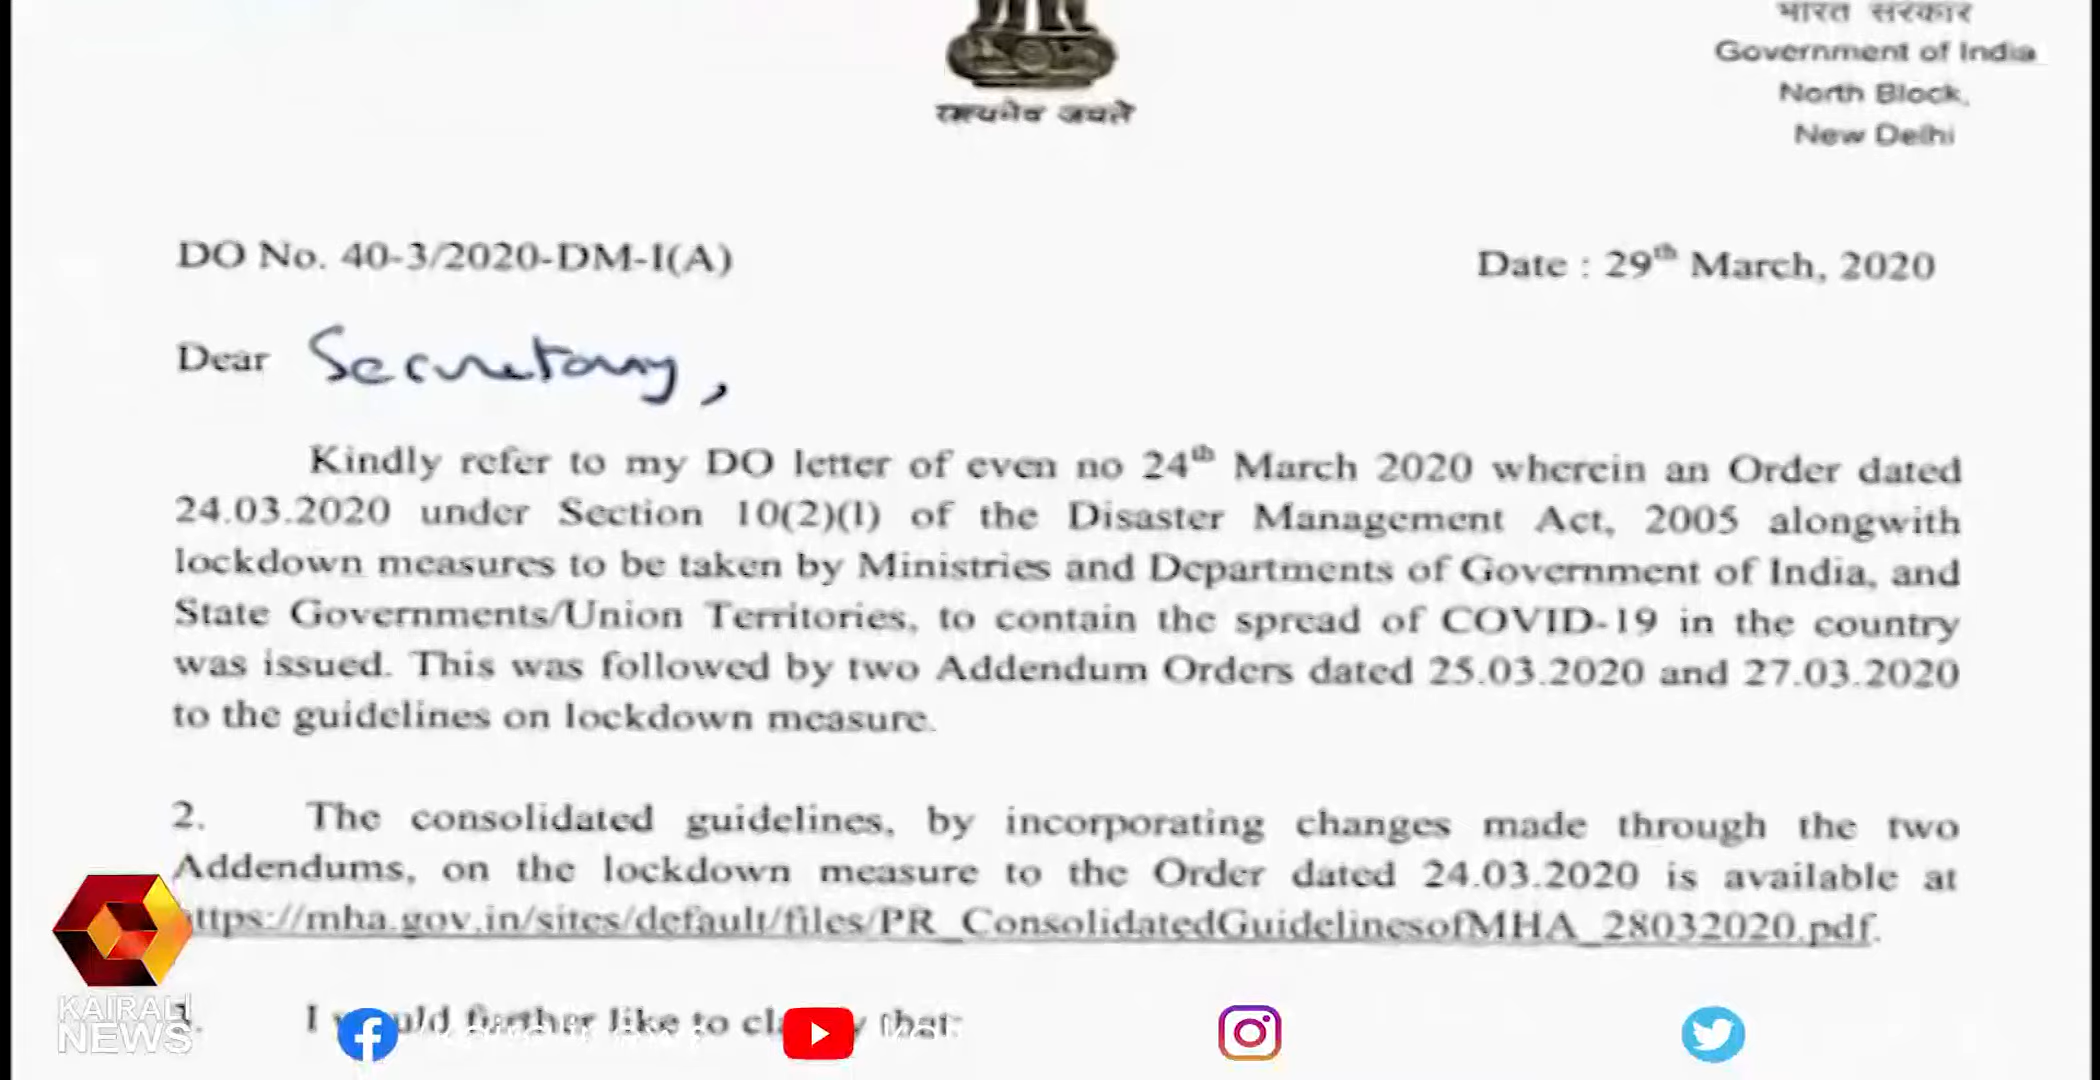 भारत सरकार
Government of India
North Block,
New Delhi
सत्यमेव जयते
DO No. 40-3/2020-DM-I(A)
Date : 29th March, 2020
Dear Secretary,
Kindly refer to my DO letter of even no 24th March 2020 wherein an Order dated
24.03.2020 under Section 10(2)(l) of the Disaster Management Act, 2005 alongwith
lockdown measures to be taken by Ministries and Departments of Government of India, and
State Governments/Union Territories, to contain the spread of COVID-19 in the country
was issued. This was followed by two Addendum Orders dated 25.03.2020 and 27.03.2020
to the guidelines on lockdown measure.
2. The consolidated guidelines, by incorporating changes made through the two
Addendums, on the lockdown measure to the Order dated 24.03.2020 is available at
ttps://mha.gov.in/sites/default/files/PR_ConsolidatedGuidelinesofMHA_28032020.pdf.
I further like to that
KAIRALI
NEWS